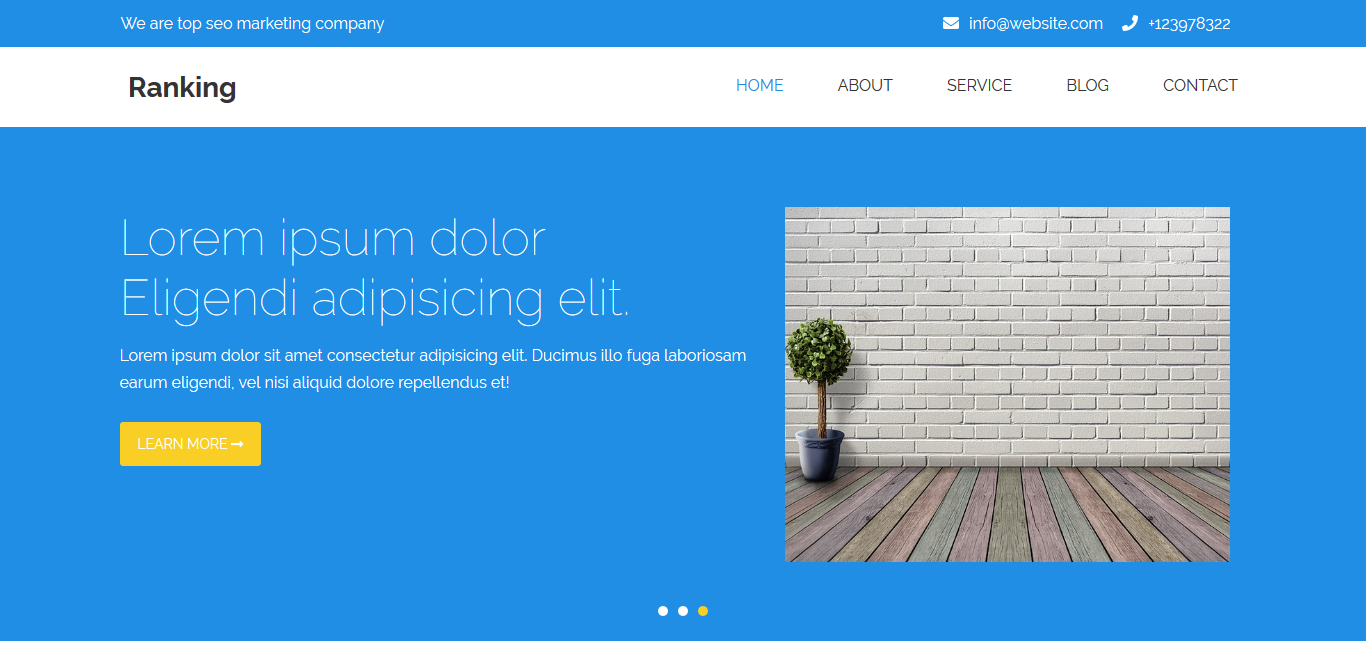 We are top seo marketing company
info@website.com +123978322
Ranking
HOME ABOUT SERVICE BLOG CONTACT
Lorem ipsum dolor
Eligendi adipisicing elit.
Lorem ipsum dolor sit amet consectetur adipisicing elit. Ducimus illo fuga laboriosam
earum eligendi, vel nisi aliquid dolore repellendus et!
LEARN MORE